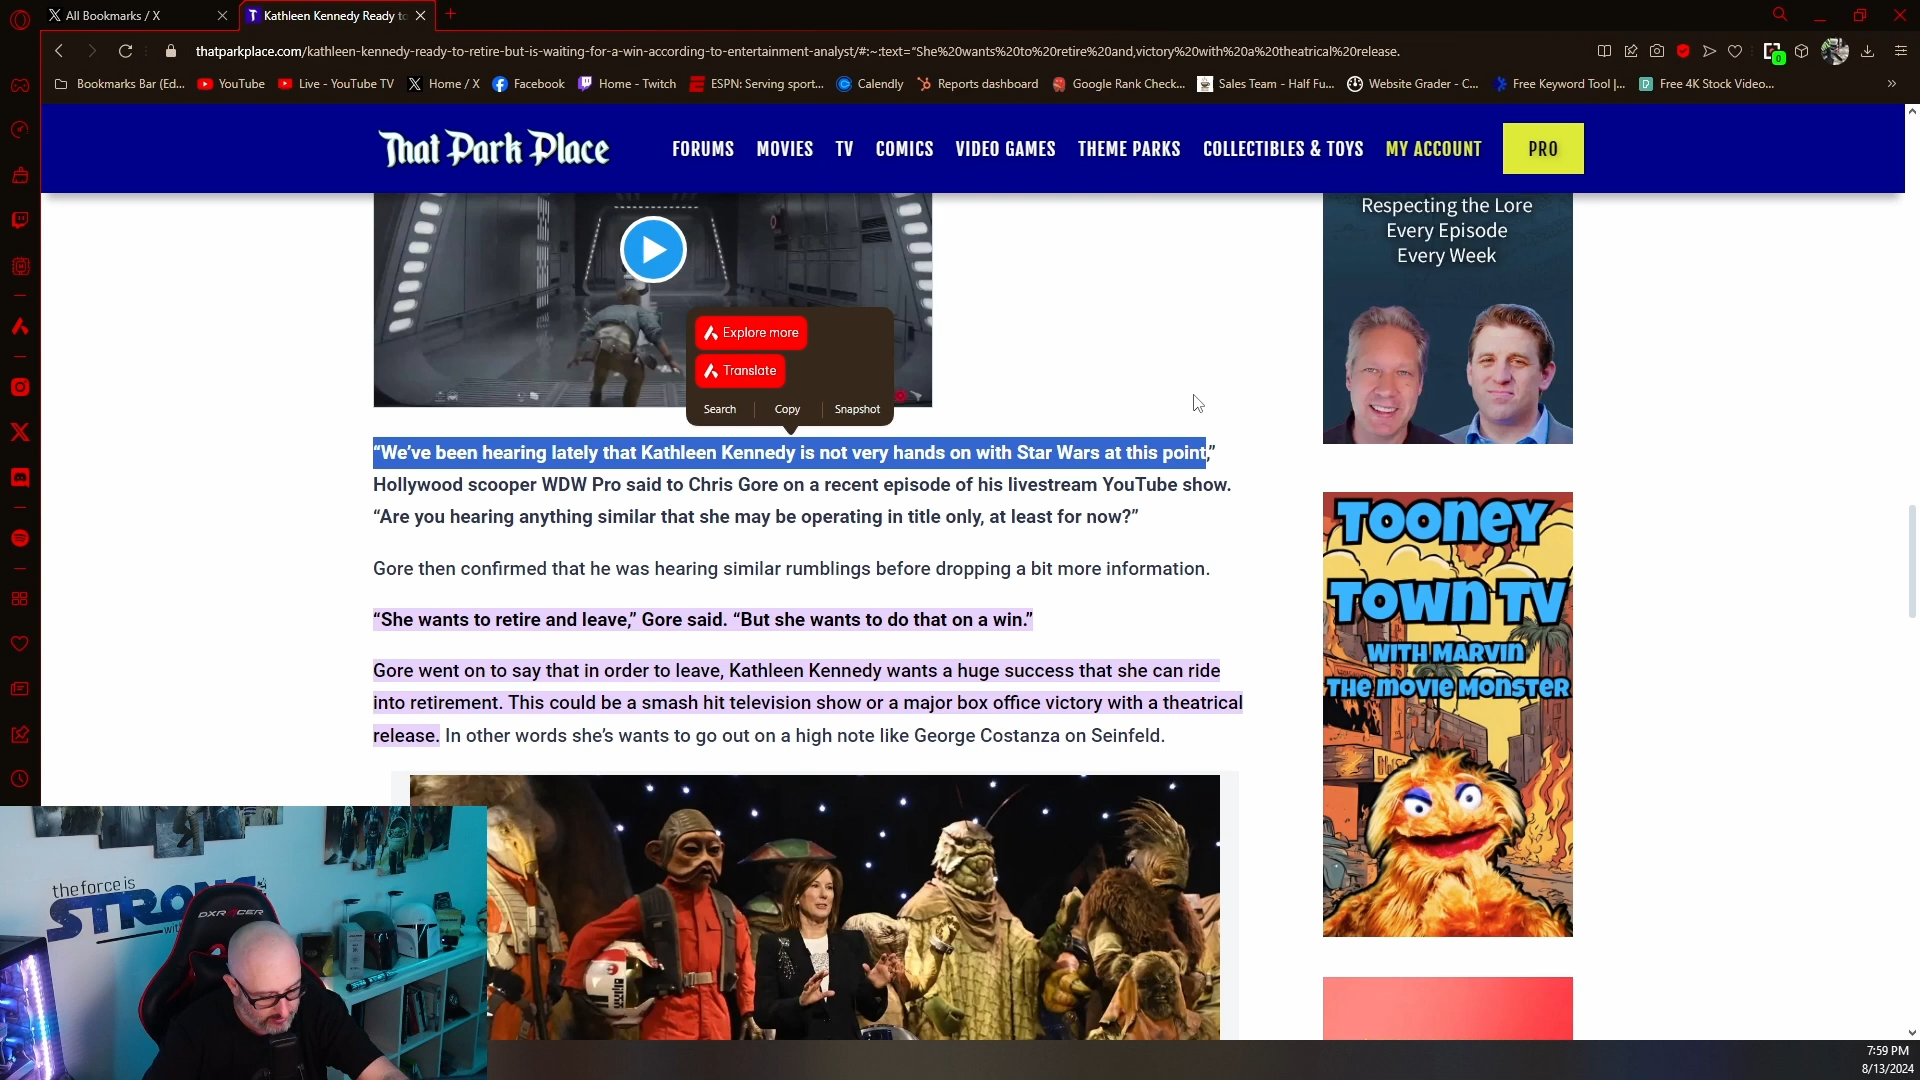 All Bookmarks / X
Kathleen Kennedy Ready to
thatparkplace.com/kathleen-kennedy-ready-to-retire-but-is-waiting-for-a-win-according-to-entertainment-analyst/#:~:text="She%20wants%20to%20retire%20and,victory%20with%20a%20theatrical%20release.
0
Bookmarks Bar (Ed...
YouTube
Live - YouTube TV
Home / X
Facebook
Home - Twitch
ESPN: Serving sport...
Calendly
Reports dashboard
Google Rank Check...
Sales Team - Half Fu...
Website Grader - C...
Free Keyword Tool |...
Free 4K Stock Video...
»
That Park Place
FORUMS
MOVIES
TV
COMICS
VIDEO GAMES
THEME PARKS
COLLECTIBLES & TOYS
MY ACCOUNT
PRO
Respecting the Lore
Every Episode
Every Week
Explore more
Translate
Search
Copy
Snapshot
“We’ve been hearing lately that Kathleen Kennedy is not very hands on with Star Wars at this point,”
Hollywood scooper WDW Pro said to Chris Gore on a recent episode of his livestream YouTube show.
“Are you hearing anything similar that she may be operating in title only, at least for now?”
Gore then confirmed that he was hearing similar rumblings before dropping a bit more information.
“She wants to retire and leave,” Gore said. “But she wants to do that on a win.”
Gore went on to say that in order to leave, Kathleen Kennedy wants a huge success that she can ride
into retirement. This could be a smash hit television show or a major box office victory with a theatrical
release. In other words she’s wants to go out on a high note like George Costanza on Seinfeld.
TOONEY
TOWN TV
WITH MARVIN
THE MOVIE MONSTER
the force is
STRONG
with
DXRACER
7:59 PM
8/13/2024